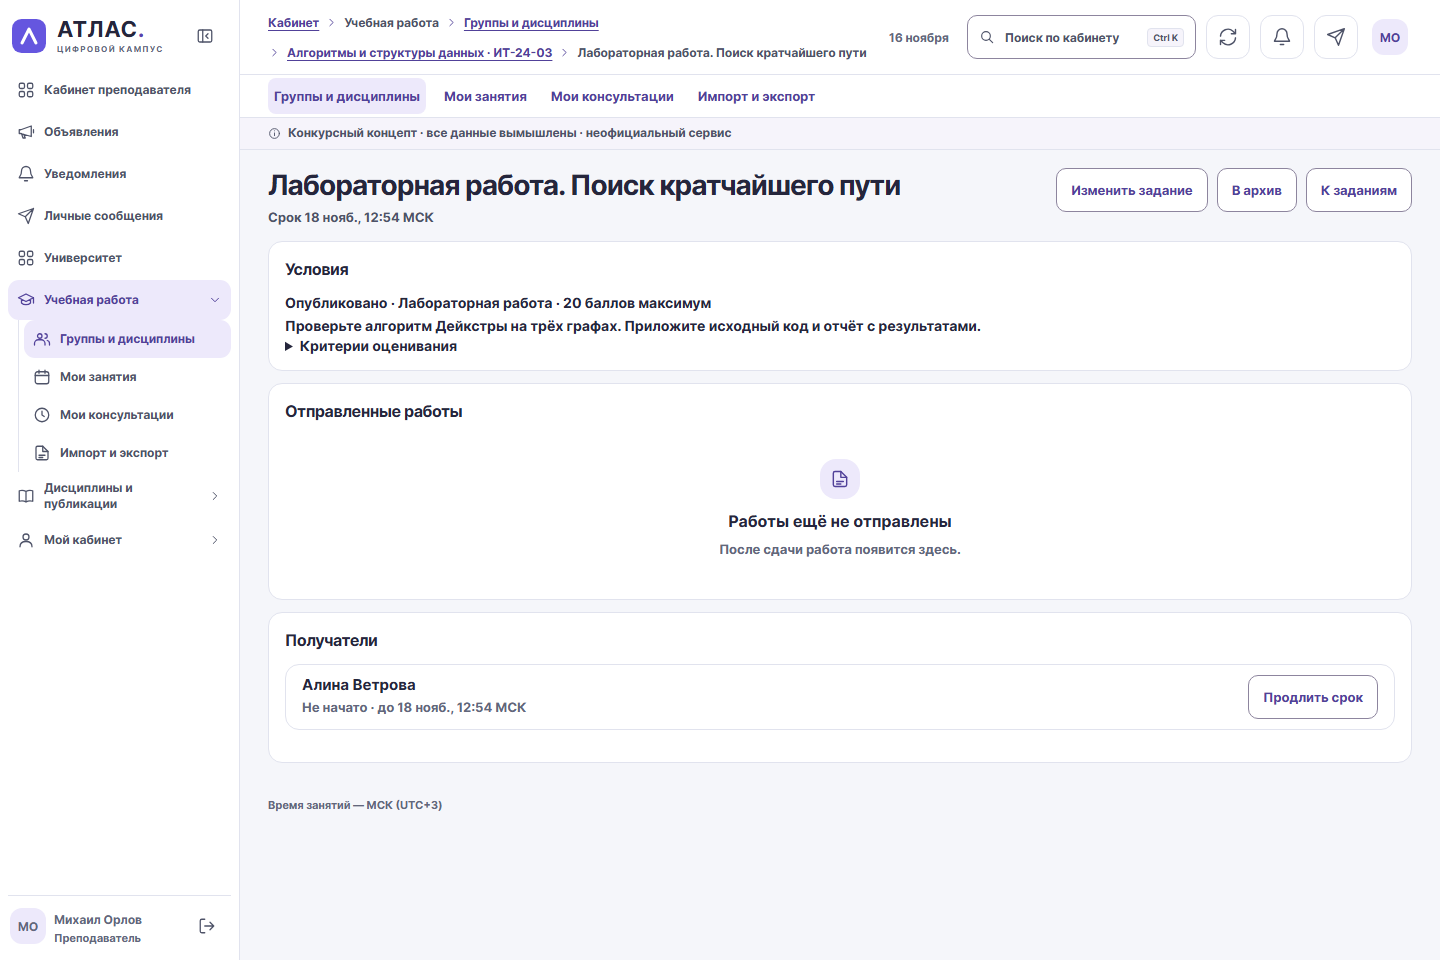 АТЛАС.
ЦИФРОВОЙ КАМПУС
Кабинет преподавателя
Объявления
Уведомления
Личные сообщения
Университет
Учебная работа
Группы и дисциплины
Мои занятия
Мои консультации
Импорт и экспорт
Дисциплины и
публикации
Мой кабинет
МО
Михаил Орлов
Преподаватель
Кабинет
Учебная работа
Группы и дисциплины
Алгоритмы и структуры данных · ИТ-24-03
Лабораторная работа. Поиск кратчайшего пути
16 ноября
Поиск по кабинету
Ctrl K
МО
Группы и дисциплины
Мои занятия
Мои консультации
Импорт и экспорт
Конкурсный концепт · все данные вымышлены · неофициальный сервис
Лабораторная работа. Поиск кратчайшего пути
Срок 18 нояб., 12:54 МСК
Изменить задание
В архив
К заданиям
Условия
Опубликовано · Лабораторная работа · 20 баллов максимум
Проверьте алгоритм Дейкстры на трёх графах. Приложите исходный код и отчёт с результатами.
Критерии оценивания
Отправленные работы
Работы ещё не отправлены
После сдачи работа появится здесь.
Получатели
Алина Ветрова
Не начато · до 18 нояб., 12:54 МСК
Продлить срок
Время занятий — МСК (UTC+3)